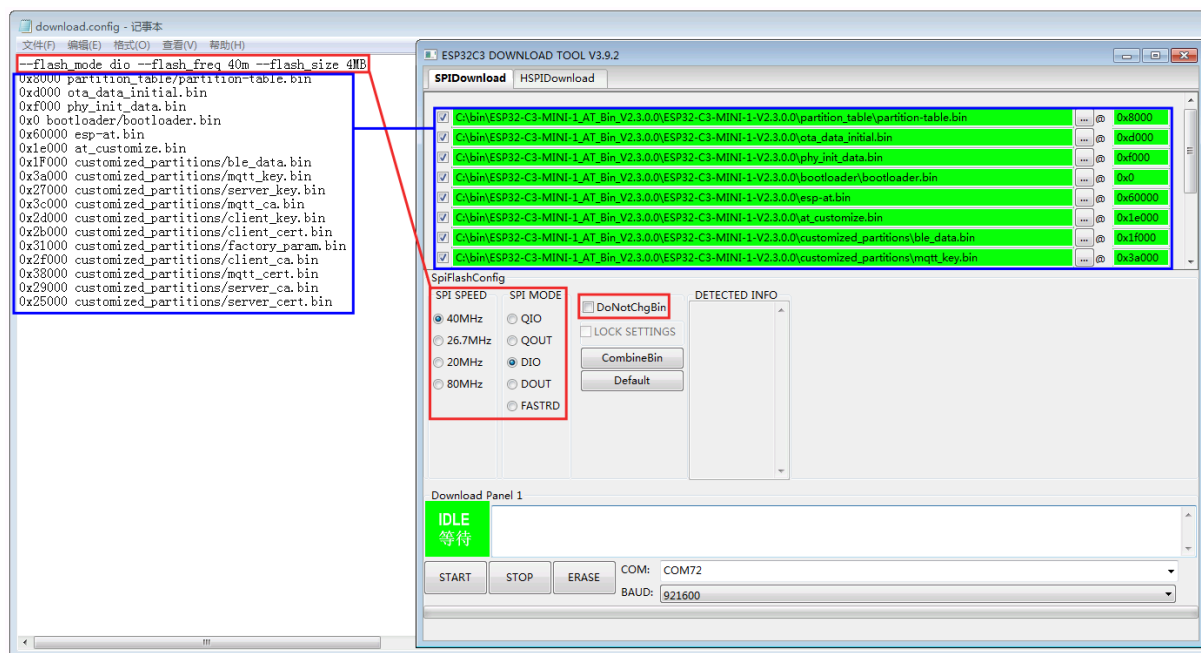 download.config - 记事本
文件(F) 编辑(E) 格式(O) 查看(V) 帮助(H)
--flash_mode dio --flash_freq 40m --flash_size 4MB
0x8000 partition_table/partition-table.bin
0xd000 ota_data_initial.bin
0xf000 phy_init_data.bin
0x0 bootloader/bootloader.bin
0x60000 esp-at.bin
0x1e000 at_customize.bin
0x1F000 customized_partitions/ble_data.bin
0x3a000 customized_partitions/mqtt_key.bin
0x27000 customized_partitions/server_key.bin
0x3c000 customized_partitions/mqtt_ca.bin
0x2d000 customized_partitions/client_key.bin
0x2b000 customized_partitions/client_cert.bin
0x31000 customized_partitions/factory_param.bin
0x2f000 customized_partitions/client_ca.bin
0x38000 customized_partitions/mqtt_cert.bin
0x29000 customized_partitions/server_ca.bin
0x25000 customized_partitions/server_cert.bin
ESP32C3 DOWNLOAD TOOL V3.9.2
SPIDownload HSPIDownload
C:\bin\ESP32-C3-MINI-1_AT_Bin_V2.3.0.0\ESP32-C3-MINI-1-V2.3.0.0\partition_table\partition-table.bin ... @ 0x8000
C:\bin\ESP32-C3-MINI-1_AT_Bin_V2.3.0.0\ESP32-C3-MINI-1-V2.3.0.0\ota_data_initial.bin ... @ 0xd000
C:\bin\ESP32-C3-MINI-1_AT_Bin_V2.3.0.0\ESP32-C3-MINI-1-V2.3.0.0\phy_init_data.bin ... @ 0xf000
C:\bin\ESP32-C3-MINI-1_AT_Bin_V2.3.0.0\ESP32-C3-MINI-1-V2.3.0.0\bootloader\bootloader.bin ... @ 0x0
C:\bin\ESP32-C3-MINI-1_AT_Bin_V2.3.0.0\ESP32-C3-MINI-1-V2.3.0.0\esp-at.bin ... @ 0x60000
C:\bin\ESP32-C3-MINI-1_AT_Bin_V2.3.0.0\ESP32-C3-MINI-1-V2.3.0.0\at_customize.bin ... @ 0x1e000
C:\bin\ESP32-C3-MINI-1_AT_Bin_V2.3.0.0\ESP32-C3-MINI-1-V2.3.0.0\customized_partitions\ble_data.bin ... @ 0x1f000
C:\bin\ESP32-C3-MINI-1_AT_Bin_V2.3.0.0\ESP32-C3-MINI-1-V2.3.0.0\customized_partitions\mqtt_key.bin ... @ 0x3a000
SpiFlashConfig
SPI SPEED
40MHz
26.7MHz
20MHz
80MHz
SPI MODE
QIO
QOUT
DIO
DOUT
FASTRD
DoNotChgBin
LOCK SETTINGS
CombineBin
Default
DETECTED INFO
Download Panel 1
IDLE
等待
START STOP ERASE
COM: COM72
BAUD: 921600